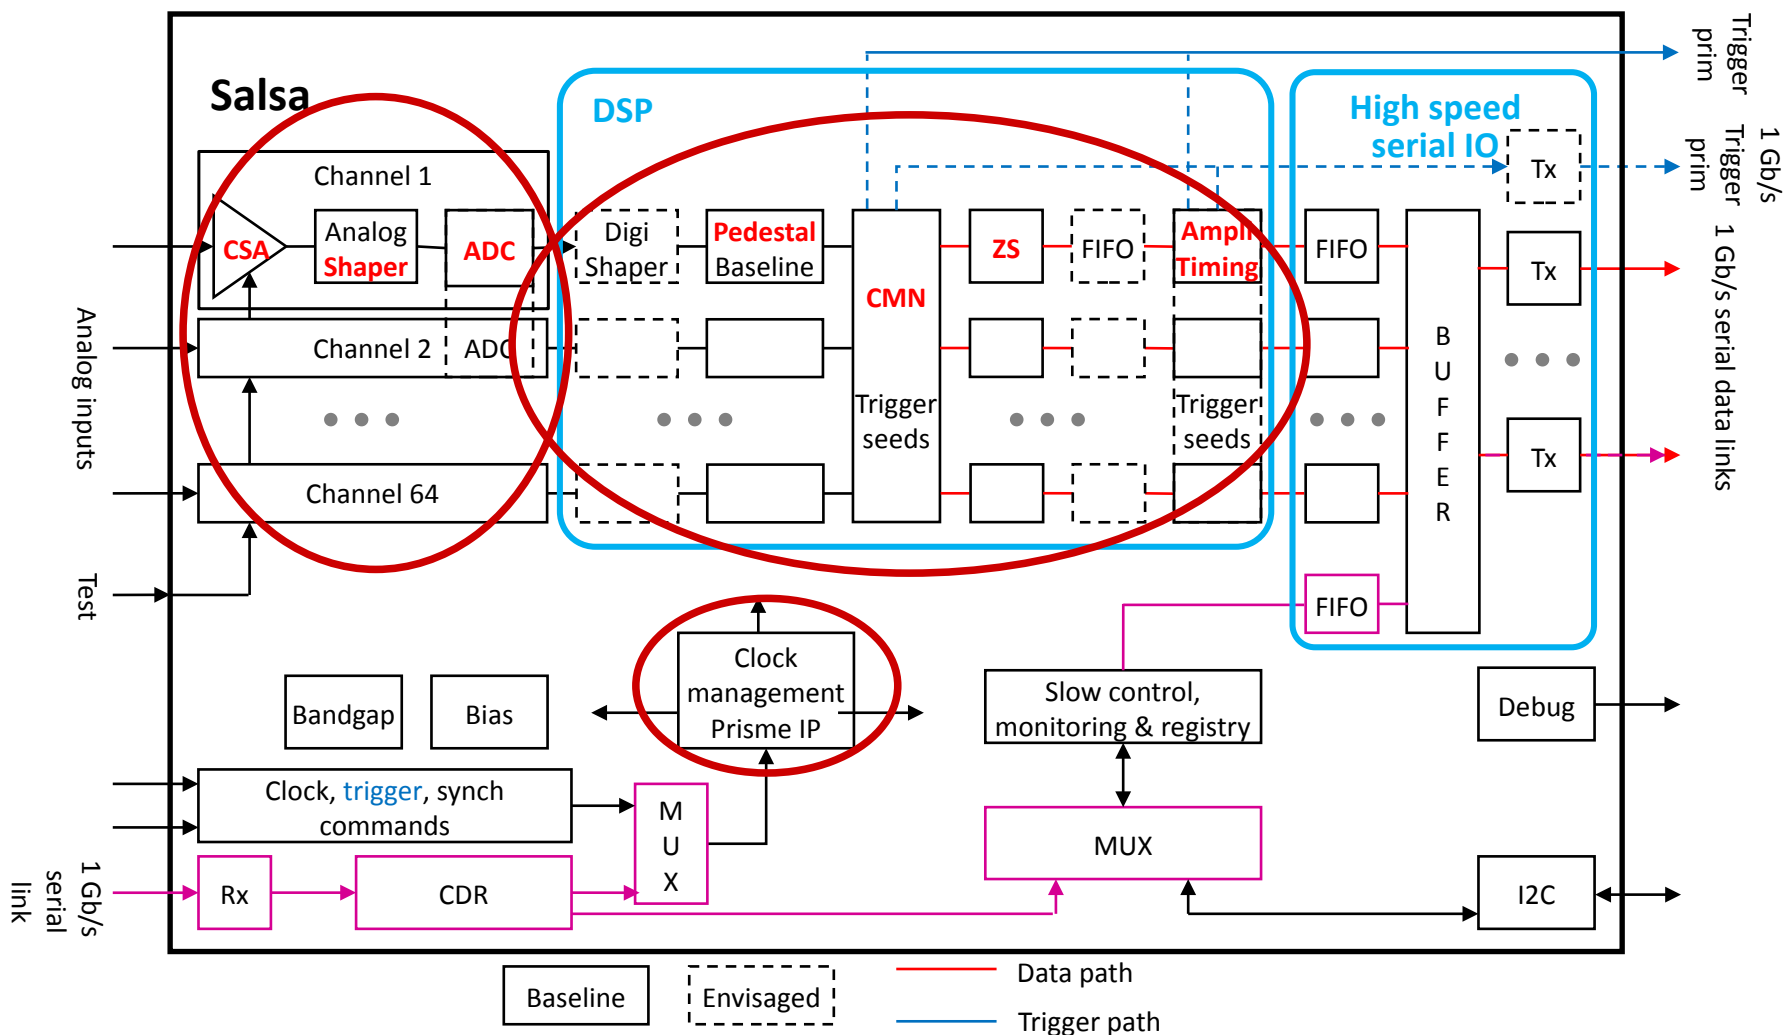 Salsa
DSP
High speed
serial IO
Trigger
prim
1 Gb/s
Trigger
prim
1 Gb/s serial data links
Channel 1
CSA
Analog
Shaper
ADC
Digi
Shaper
Pedestal
Baseline
CMN
Trigger
seeds
ZS
FIFO
Ampli
Timing
Trigger
seeds
FIFO
BUFFER
Tx
Tx
Tx
Analog inputs
Channel 2
ADC
Channel 64
Test
FIFO
Clock
management
Prisme IP
Bandgap
Bias
Slow control,
monitoring & registry
Debug
Clock, trigger, synch
commands
MUX
MUX
1 Gb/s
serial
link
Rx
CDR
I2C
Baseline
Envisaged
Data path
Trigger path